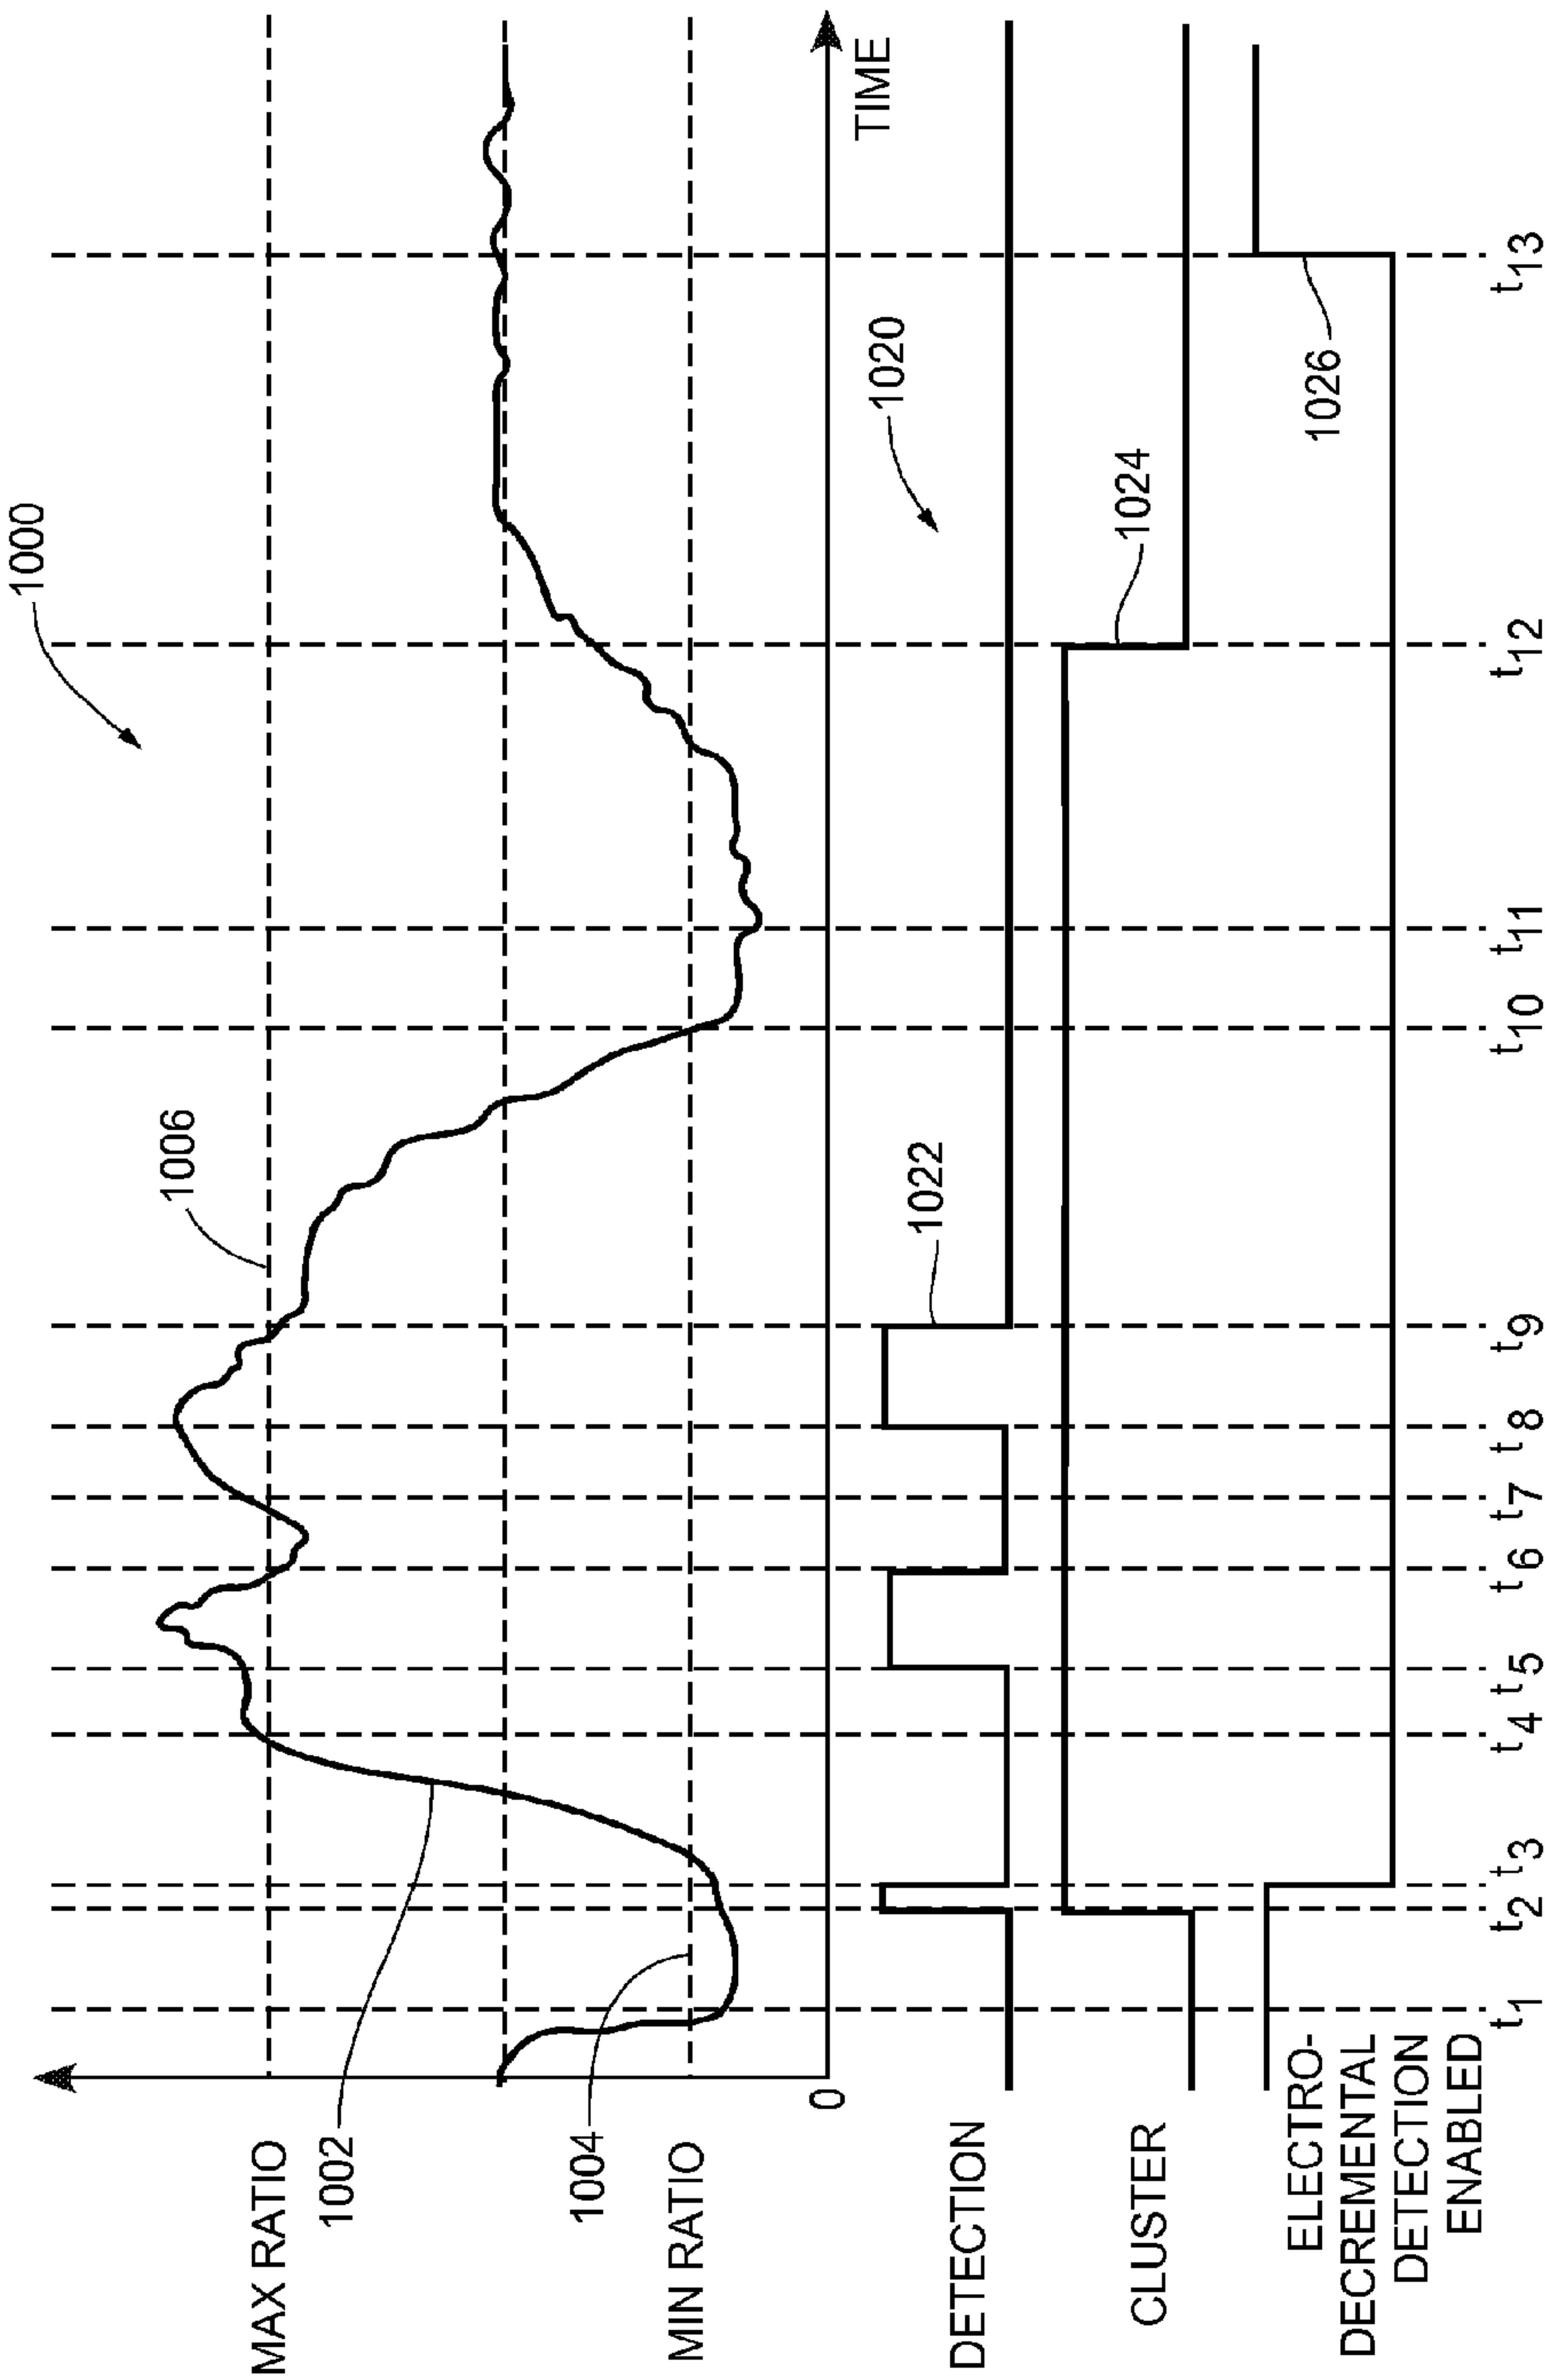 1000
MAX RATIO
1002
1006
1004
MIN RATIO
0
TIME
1020
DETECTION
1022
CLUSTER
1024
ELECTRO-
DECREMENTAL
DETECTION
ENABLED
1026
t1 t2 t3 t4 t5 t6 t7 t8 t9 t10 t11 t12 t13